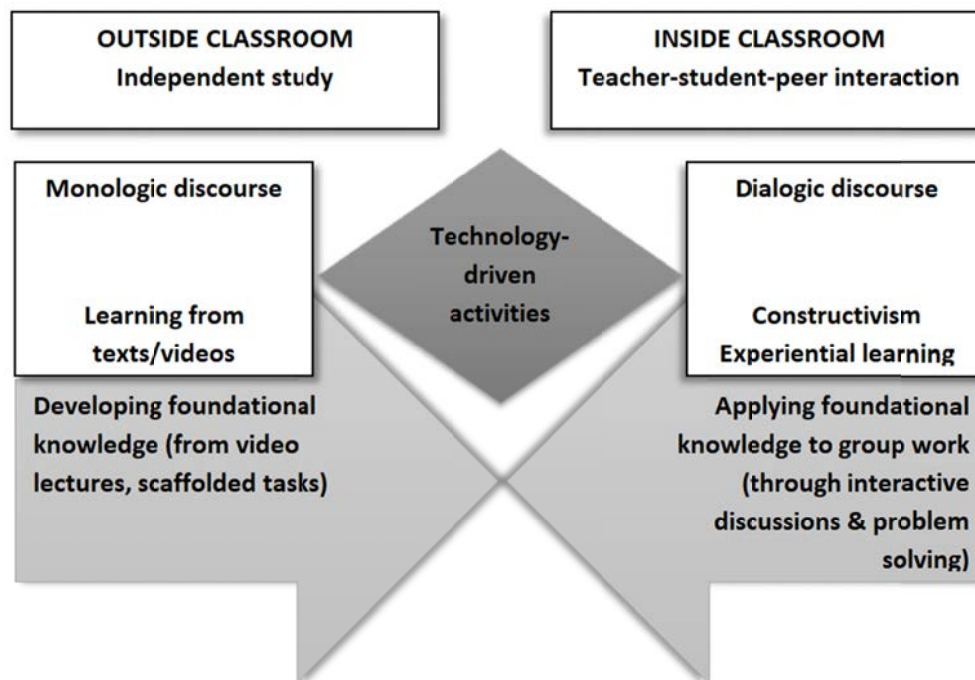 OUTSIDE CLASSROOM
Independent study
INSIDE CLASSROOM
Teacher-student-peer interaction
Monologic discourse
Learning from
texts/videos
Technology-
driven
activities
Dialogic discourse
Constructivism
Experiential learning
Developing foundational
knowledge (from video
lectures, scaffolded tasks)
Applying foundational
knowledge to group work
(through interactive
discussions & problem
solving)